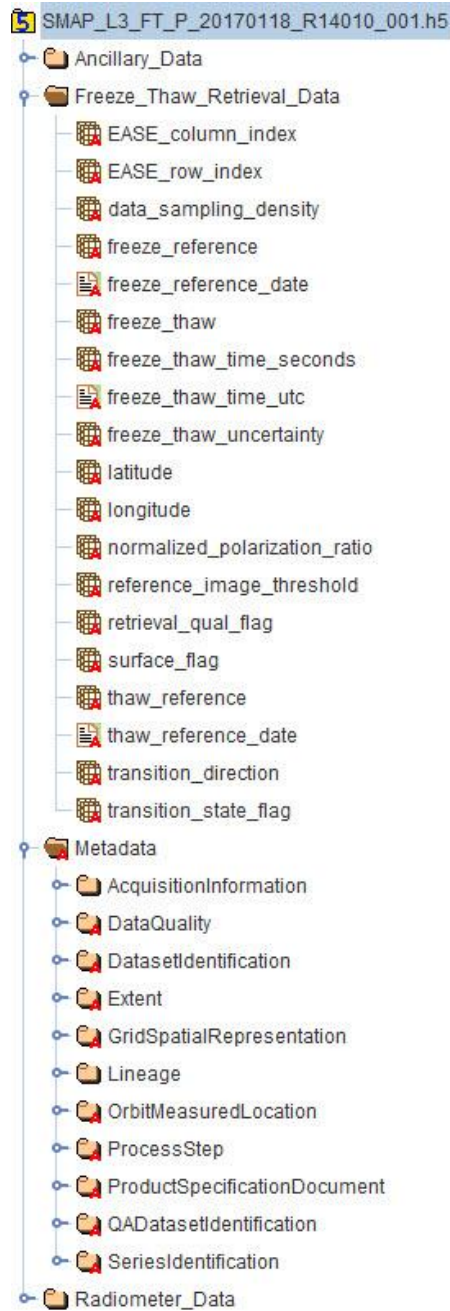 SMAP_L3_FT_P_20170118_R14010_001.h5
Ancillary_Data
Freeze_Thaw_Retrieval_Data
EASE_column_index
EASE_row_index
data_sampling_density
freeze_reference
freeze_reference_date
freeze_thaw
freeze_thaw_time_seconds
freeze_thaw_time_utc
freeze_thaw_uncertainty
latitude
longitude
normalized_polarization_ratio
reference_image_threshold
retrieval_qual_flag
surface_flag
thaw_reference
thaw_reference_date
transition_direction
transition_state_flag
Metadata
AcquisitionInformation
DataQuality
DatasetIdentification
Extent
GridSpatialRepresentation
Lineage
OrbitMeasuredLocation
ProcessStep
ProductSpecificationDocument
QADatasetIdentification
SeriesIdentification
Radiometer_Data